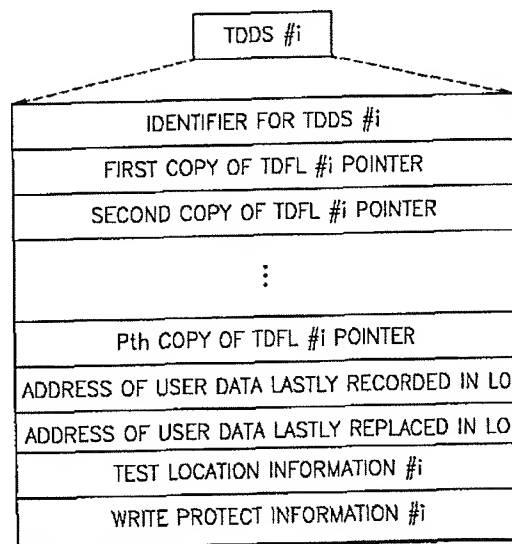 TDDS #i
IDENTIFIER FOR TDDS #i
FIRST COPY OF TDFL #i POINTER
SECOND COPY OF TDFL #i POINTER
⋮
Pth COPY OF TDFL #i POINTER
ADDRESS OF USER DATA LASTLY RECORDED IN LO
ADDRESS OF USER DATA LASTLY REPLACED IN LO
TEST LOCATION INFORMATION #i
WRITE PROTECT INFORMATION #i